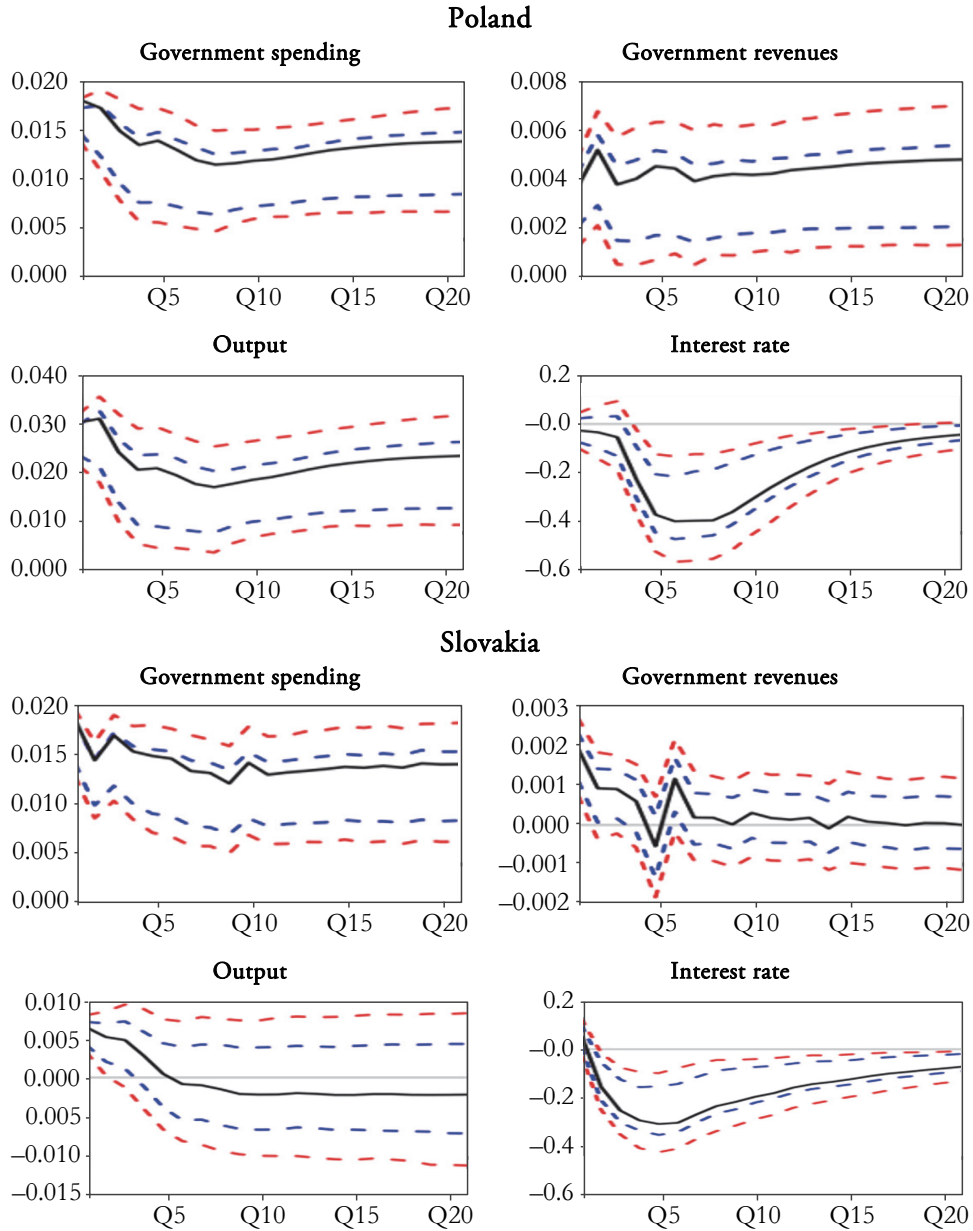 Poland
Government spending
0.020
0.015
0.010
0.005
0.000
Q5 Q10 Q15 Q20
Government revenues
0.008
0.006
0.004
0.002
0.000
Q5 Q10 Q15 Q20
Output
0.040
0.030
0.020
0.010
0.000
Q5 Q10 Q15 Q20
Interest rate
0.2
–0.0
–0.2
–0.4
–0.6
Q5 Q10 Q15 Q20
Slovakia
Government spending
0.020
0.015
0.010
0.005
0.000
Q5 Q10 Q15 Q20
Government revenues
0.003
0.002
0.001
0.000
–0.001
–0.002
Q5 Q10 Q15 Q20
Output
0.010
0.005
0.000
0.005
–0.010
–0.015
Q5 Q10 Q15 Q20
Interest rate
0.2
–0.0
–0.2
–0.4
–0.6
Q5 Q10 Q15 Q20